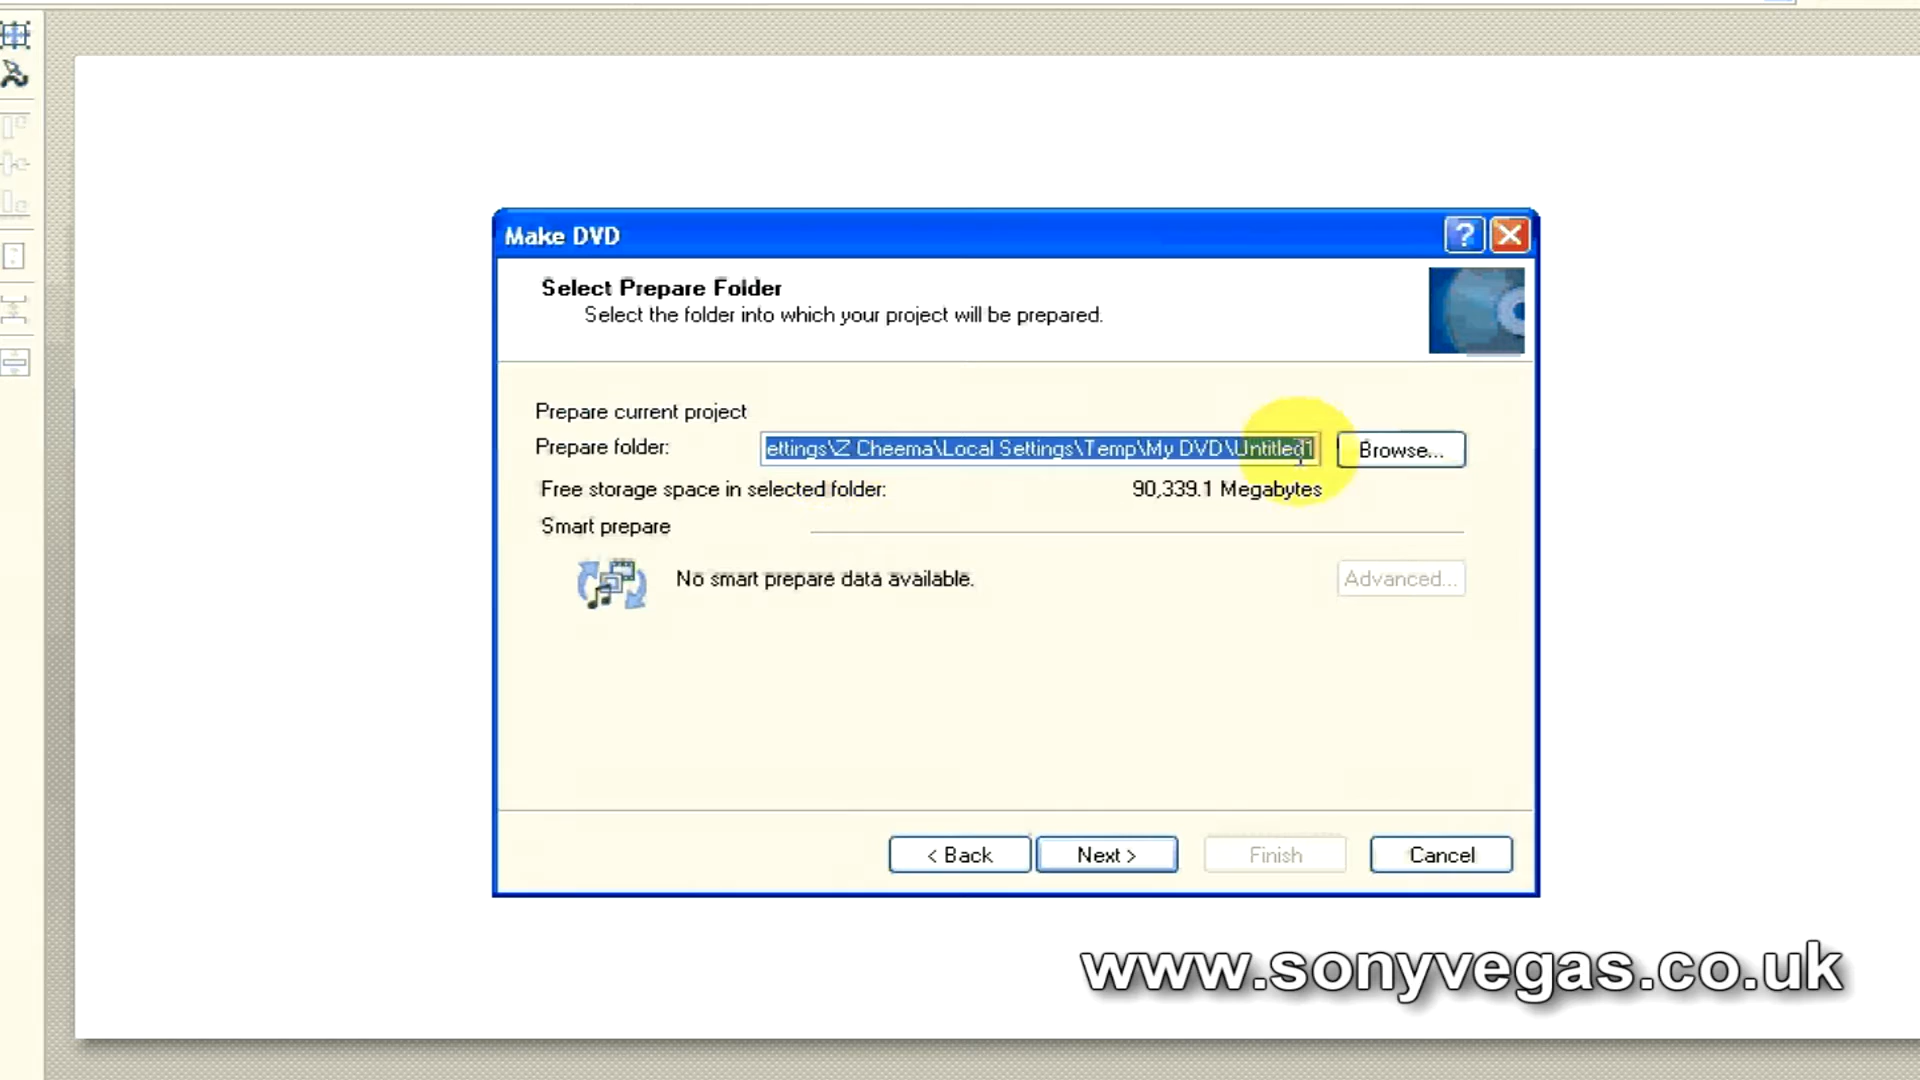 Make DVD
Select Prepare Folder
Select the folder into which your project will be prepared.
Prepare current project
Prepare folder: ettings\Z Cheema\Local Settings\Temp\My DVD\Untitled1 Browse...
Free storage space in selected folder: 90,339.1 Megabytes
Smart prepare
No smart prepare data available. Advanced...
< Back Next > Finish Cancel
www.sonyvegas.co.uk